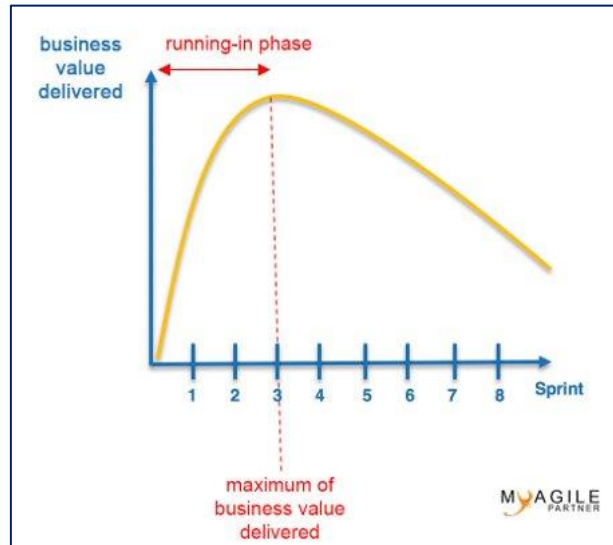 business
value
delivered
running-in phase
1 2 3 4 5 6 7 8 Sprint
maximum of
business value
delivered
MYAGILE
PARTNER